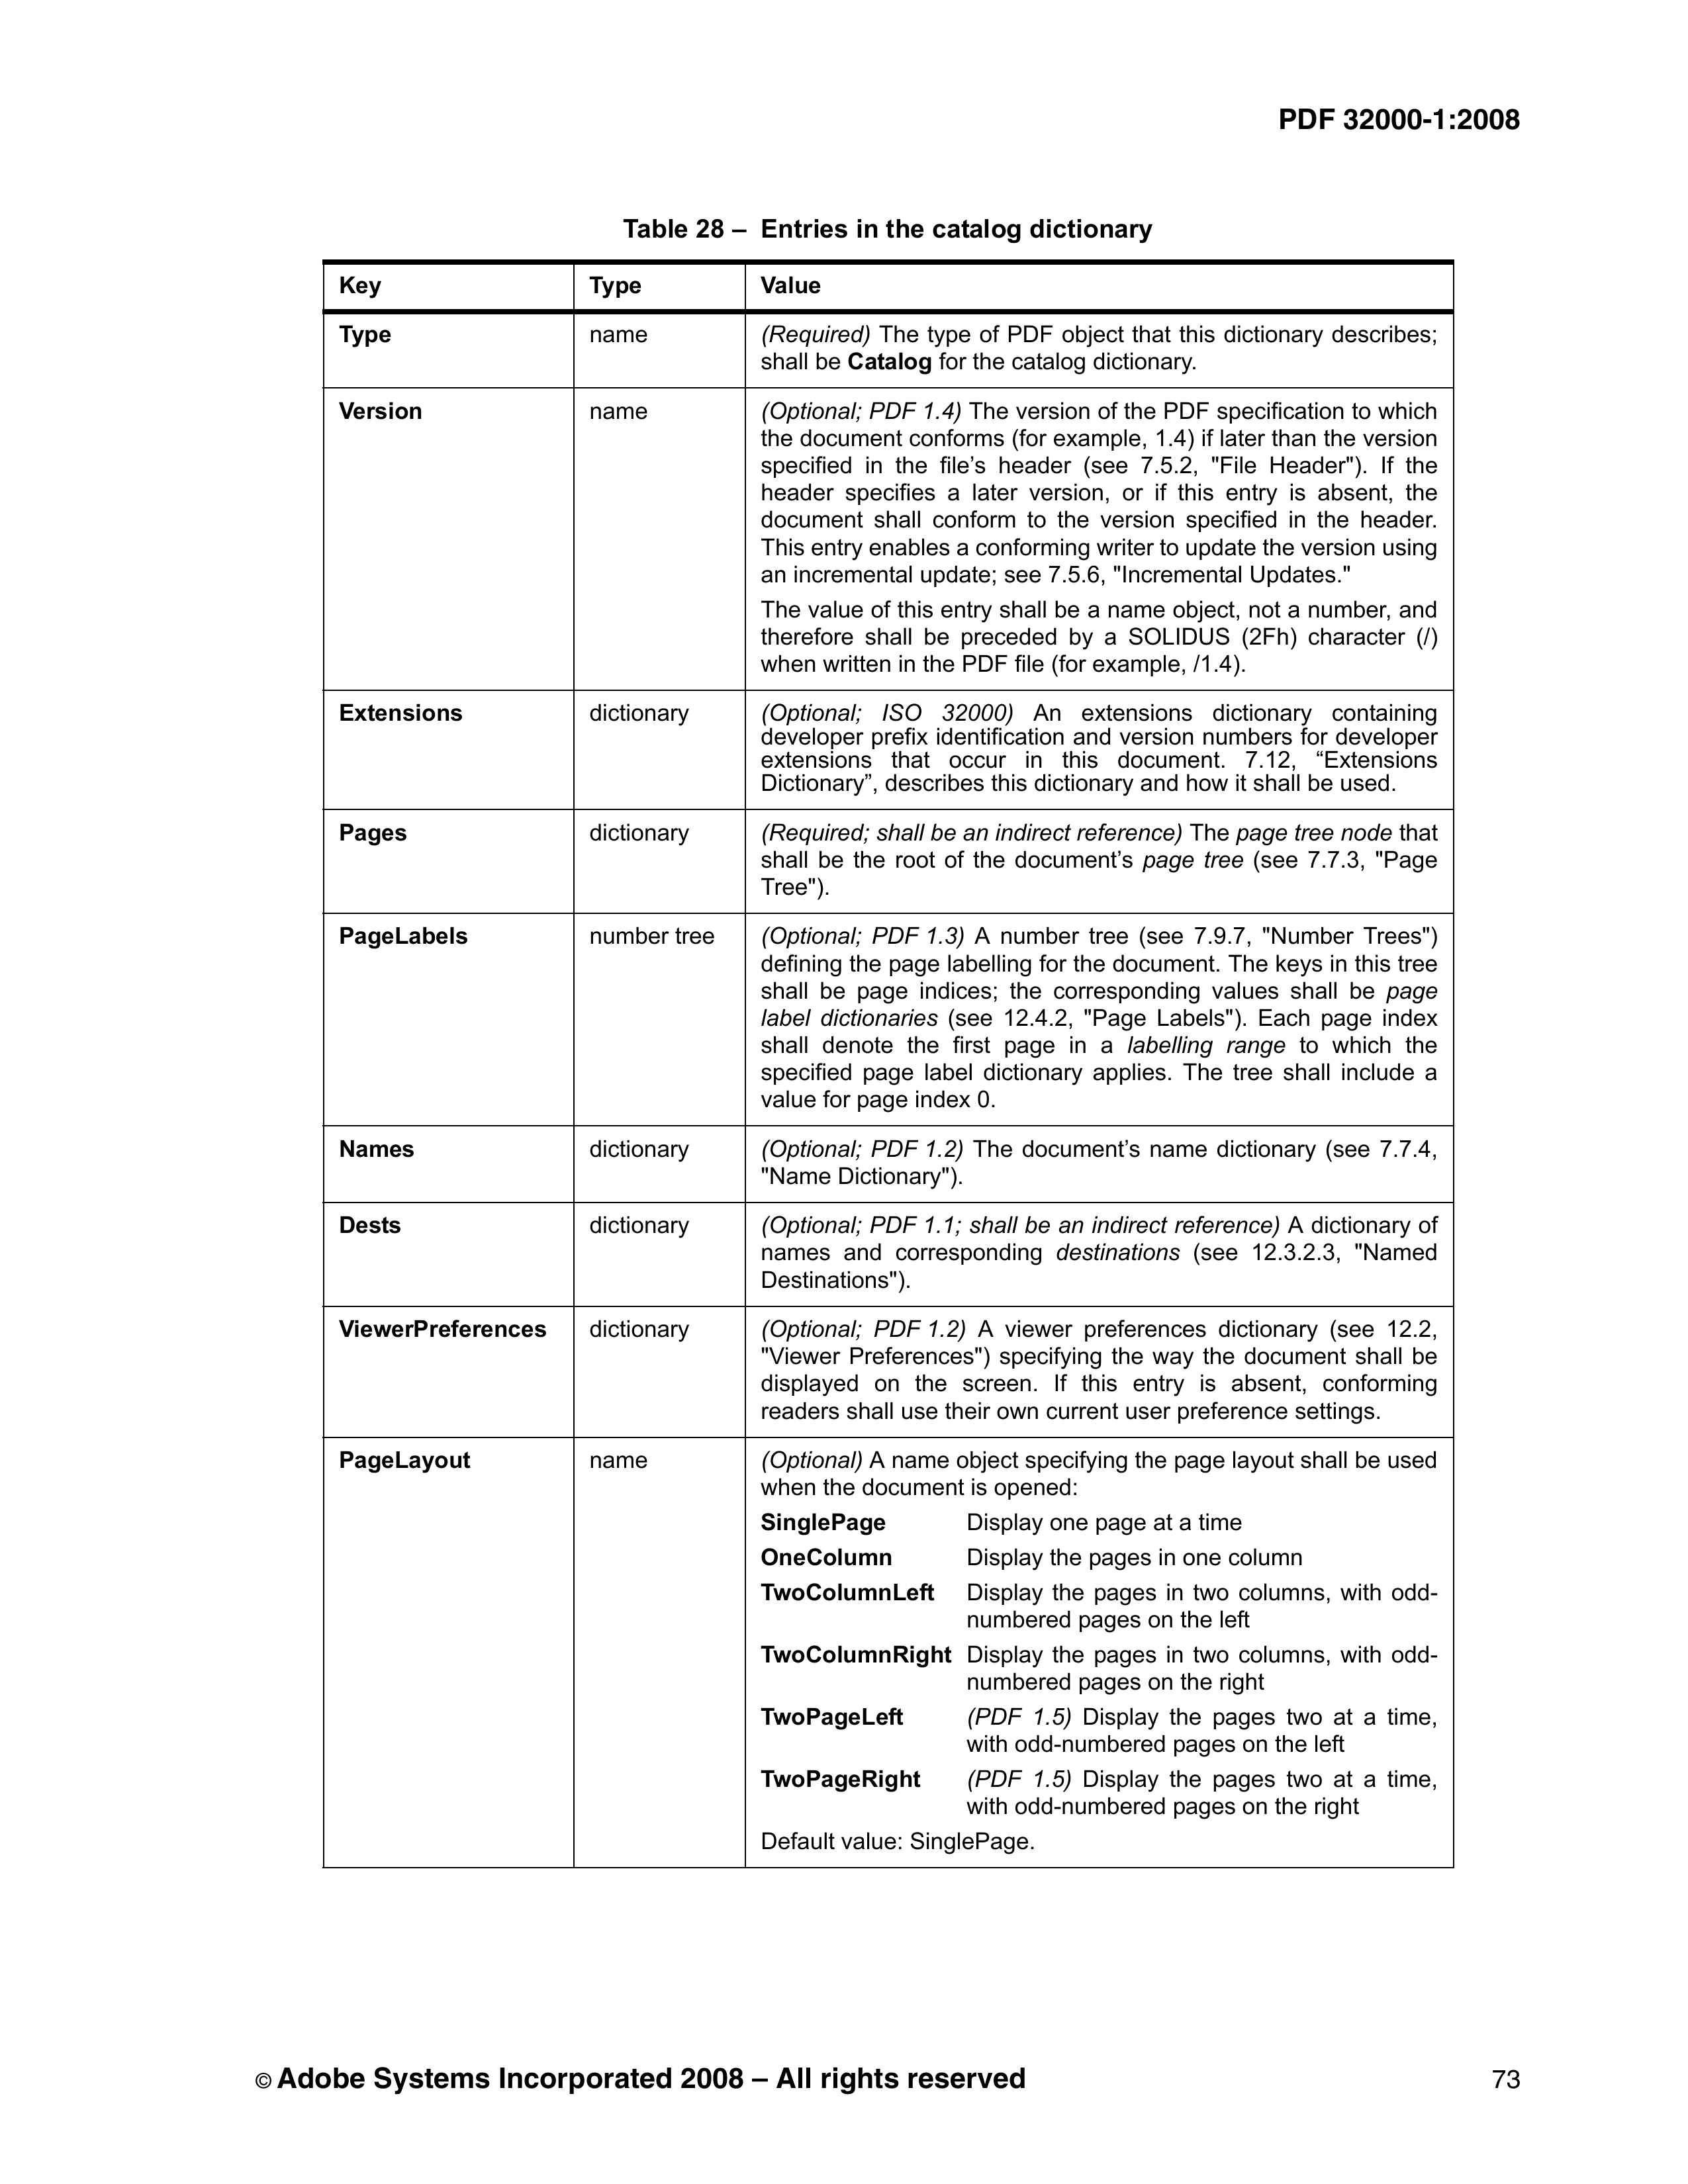 PDF 32000-1:2008
Table 28 – Entries in the catalog dictionary
Key Type Value
Type name (Required) The type of PDF object that this dictionary describes;
shall be Catalog for the catalog dictionary.
Version name (Optional; PDF 1.4) The version of the PDF specification to which
the document conforms (for example, 1.4) if later than the version
specified in the file’s header (see 7.5.2, "File Header"). If the
header specifies a later version, or if this entry is absent, the
document shall conform to the version specified in the header.
This entry enables a conforming writer to update the version using
an incremental update; see 7.5.6, "Incremental Updates."
The value of this entry shall be a name object, not a number, and
therefore shall be preceded by a SOLIDUS (2Fh) character (/)
when written in the PDF file (for example, /1.4).
Extensions dictionary (Optional; ISO 32000) An extensions dictionary containing
developer prefix identification and version numbers for developer
extensions that occur in this document. 7.12, “Extensions
Dictionary”, describes this dictionary and how it shall be used.
Pages dictionary (Required; shall be an indirect reference) The page tree node that
shall be the root of the document’s page tree (see 7.7.3, "Page
Tree").
PageLabels number tree (Optional; PDF 1.3) A number tree (see 7.9.7, "Number Trees")
defining the page labelling for the document. The keys in this tree
shall be page indices; the corresponding values shall be page
label dictionaries (see 12.4.2, "Page Labels"). Each page index
shall denote the first page in a labelling range to which the
specified page label dictionary applies. The tree shall include a
value for page index 0.
Names dictionary (Optional; PDF 1.2) The document’s name dictionary (see 7.7.4,
"Name Dictionary").
Dests dictionary (Optional; PDF 1.1; shall be an indirect reference) A dictionary of
names and corresponding destinations (see 12.3.2.3, "Named
Destinations").
ViewerPreferences dictionary (Optional; PDF 1.2) A viewer preferences dictionary (see 12.2,
"Viewer Preferences") specifying the way the document shall be
displayed on the screen. If this entry is absent, conforming
readers shall use their own current user preference settings.
PageLayout name (Optional) A name object specifying the page layout shall be used
when the document is opened:
SinglePage Display one page at a time
OneColumn Display the pages in one column
TwoColumnLeft Display the pages in two columns, with odd-
numbered pages on the left
TwoColumnRight Display the pages in two columns, with odd-
numbered pages on the right
TwoPageLeft (PDF 1.5) Display the pages two at a time,
with odd-numbered pages on the left
TwoPageRight (PDF 1.5) Display the pages two at a time,
with odd-numbered pages on the right
Default value: SinglePage.
© Adobe Systems Incorporated 2008 – All rights reserved 73